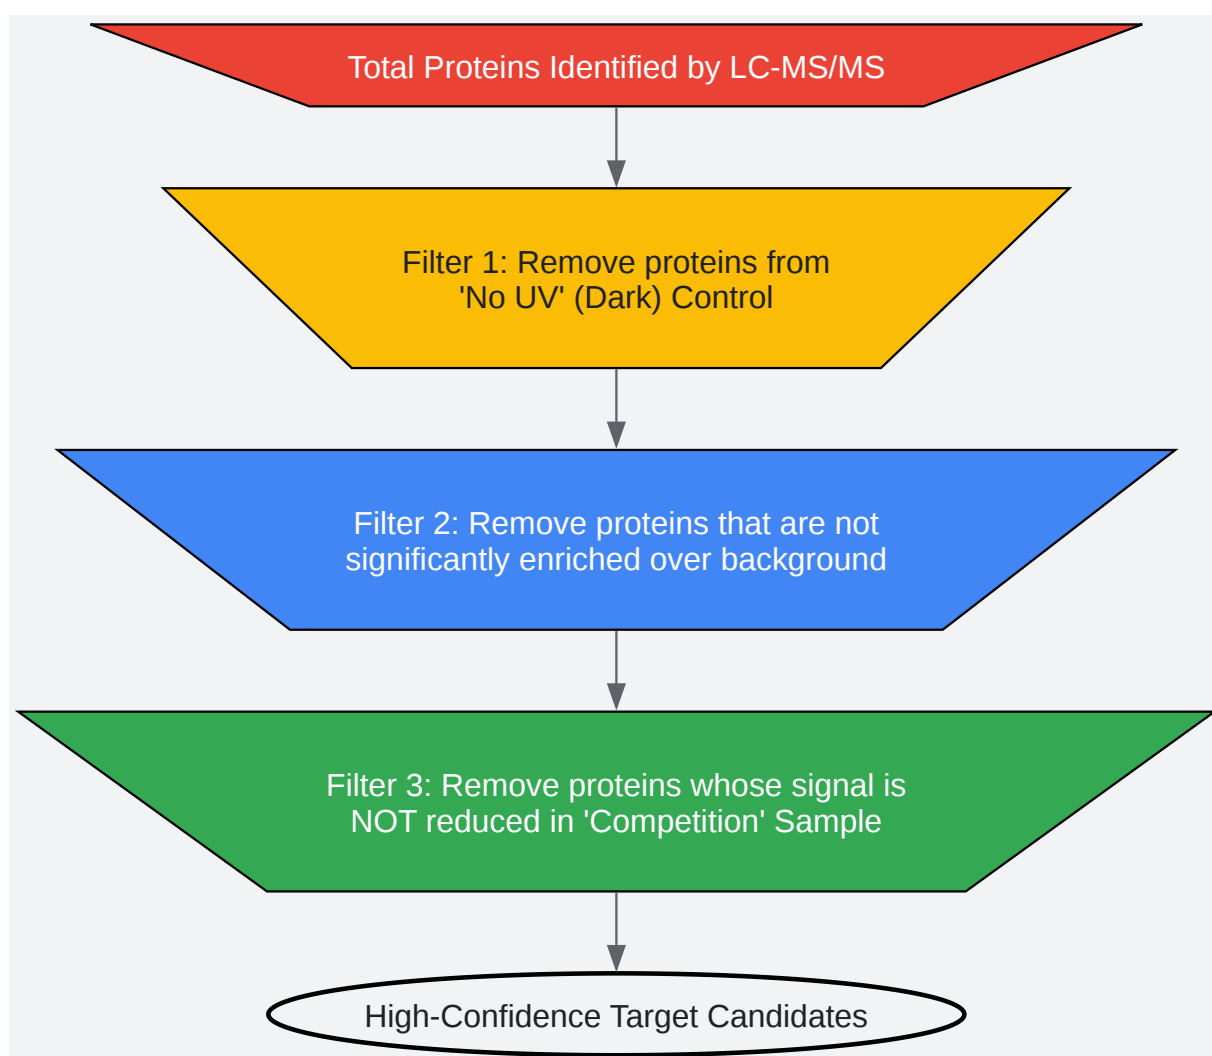 Total Proteins Identified by LC-MS/MS
Filter 1: Remove proteins from
'No UV' (Dark) Control
Filter 2: Remove proteins that are not
significantly enriched over background
Filter 3: Remove proteins whose signal is
NOT reduced in 'Competition' Sample
High-Confidence Target Candidates